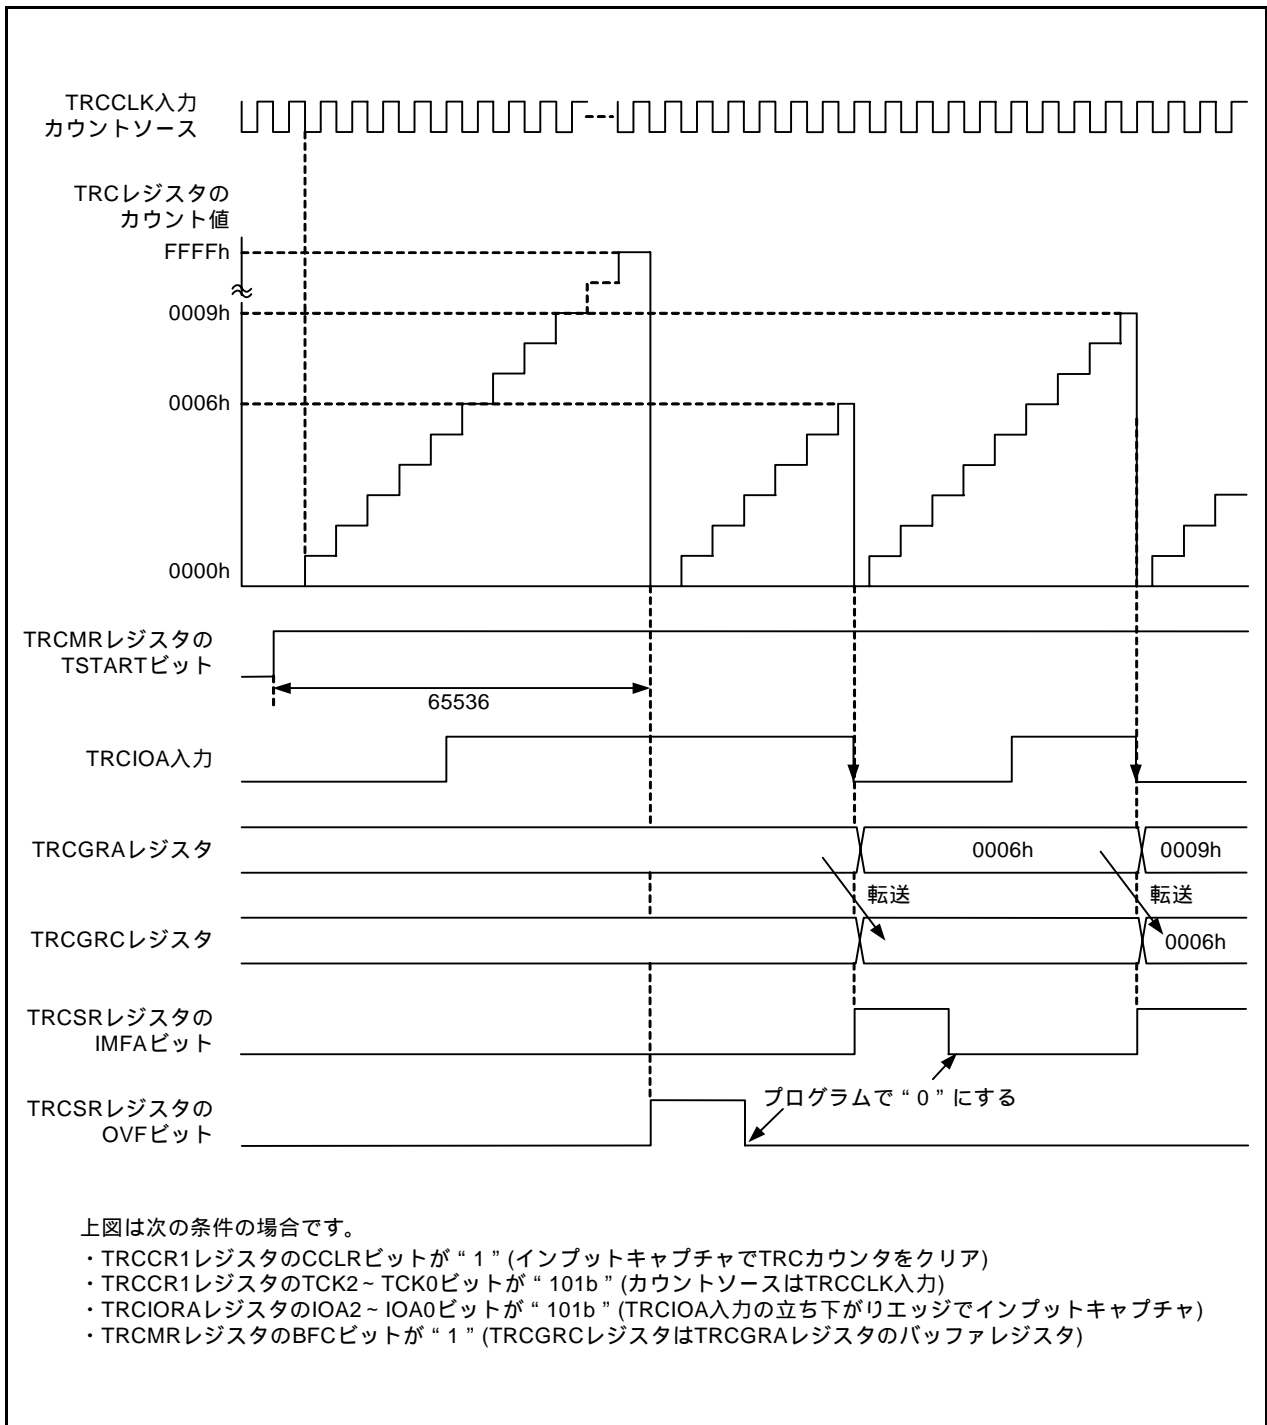 TRCCLK入力
カウントソース
TRCレジスタの
カウント値
FFFFh
0009h
0006h
0000h
TRCMRレジスタの
TSTARTビット
65536
TRCIOA入力
TRCGRAレジスタ
0006h
0009h
転送
転送
TRCGRCレジスタ
0006h
TRCSRレジスタの
IMFAビット
プログラムで“0”にする
TRCSRレジスタの
OVFビット
上図は次の条件の場合です。
・TRCCR1レジスタのCCLRビットが“1”(インプットキャプチャでTRCカウンタをクリア)
・TRCCR1レジスタのTCK2~TCK0ビットが“101b”(カウントソースはTRCCLK入力)
・TRCIORAレジスタのIOA2~IOA0ビットが“101b”(TRCIOA入力の立ち下がりエッジでインプットキャプチャ)
・TRCMRレジスタのBFCビットが“1”(TRCGRCレジスタはTRCGRAレジスタのバッファレジスタ)